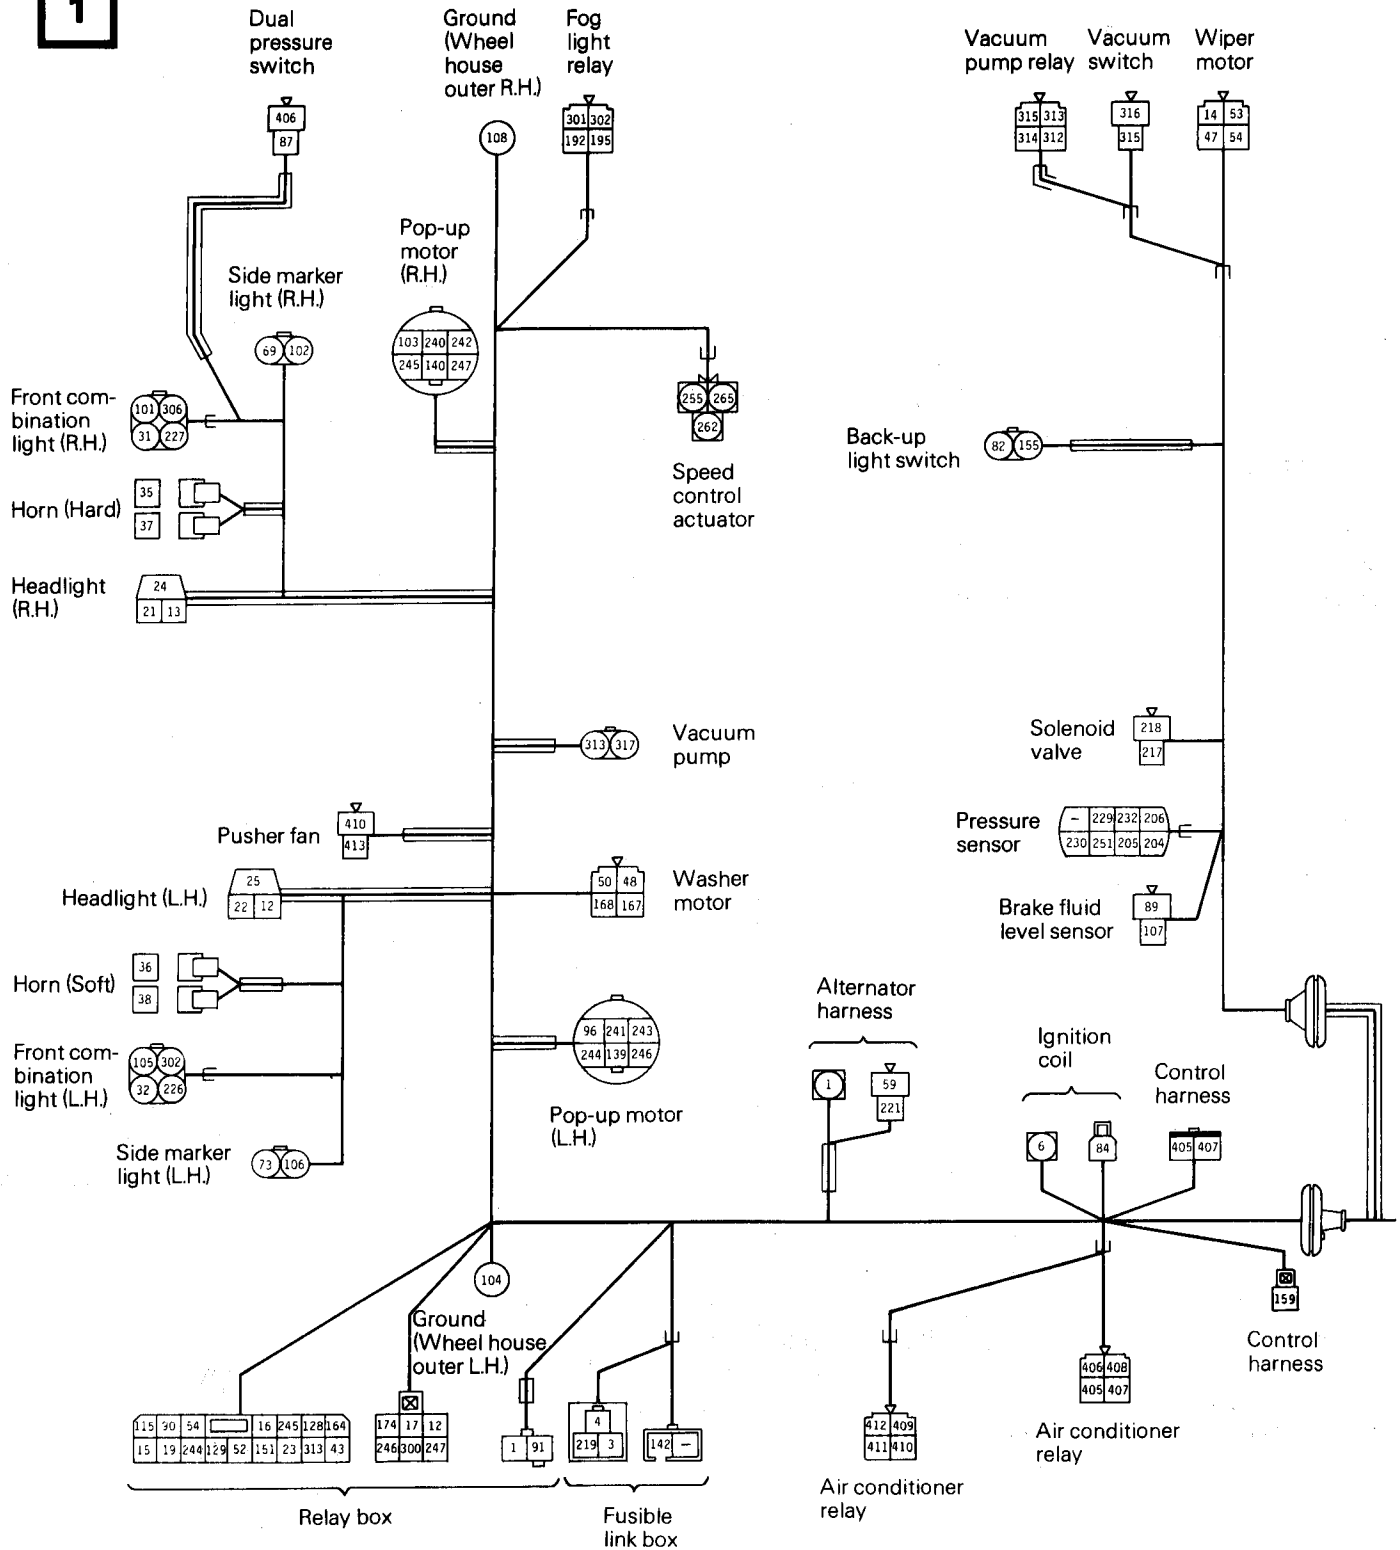 1
Dual
pressure
switch
406
87
Ground
(Wheel
house
outer R.H.)
108
Fog
light
relay
301 302
192 195
Vacuum
pump relay
315 313
314 312
Vacuum
switch
316
315
Wiper
motor
14 53
47 54
Pop-up
motor
(R.H.)
103 240 242
245 140 247
Side marker
light (R.H.)
69 102
Front com-
bination
light (R.H.)
101 306
31 227
255 265
262
Speed
control
actuator
Back-up
light switch
82 155
Horn (Hard)
35
37
Headlight
(R.H.)
24
21 13
Vacuum
pump
313 317
Solenoid
valve
218
217
Pusher fan
410
413
Pressure
sensor
– 229 232 206
230 251 205 204
Headlight (L.H.)
25
22 12
50 48
168 167
Washer
motor
Brake fluid
level sensor
89
107
Horn (Soft)
36
38
96 241 243
244 139 246
Pop-up motor
(L.H.)
Alternator
harness
1
59
221
Ignition
coil
6
84
Control
harness
405 407
Front com-
bination
light (L.H.)
105 302
32 226
Side marker
light (L.H.)
73 106
104
Ground
(Wheel house
outer L.H.)
159
Control
harness
115 90 54 16 245 128 164
15 19 244 129 52 151 23 313 43
174 17 12
246 300 247
1 91
Relay box
4
219 3
142 –
Fusible
link box
412 409
411 410
Air conditioner
relay
406 408
405 407
Air conditioner
relay